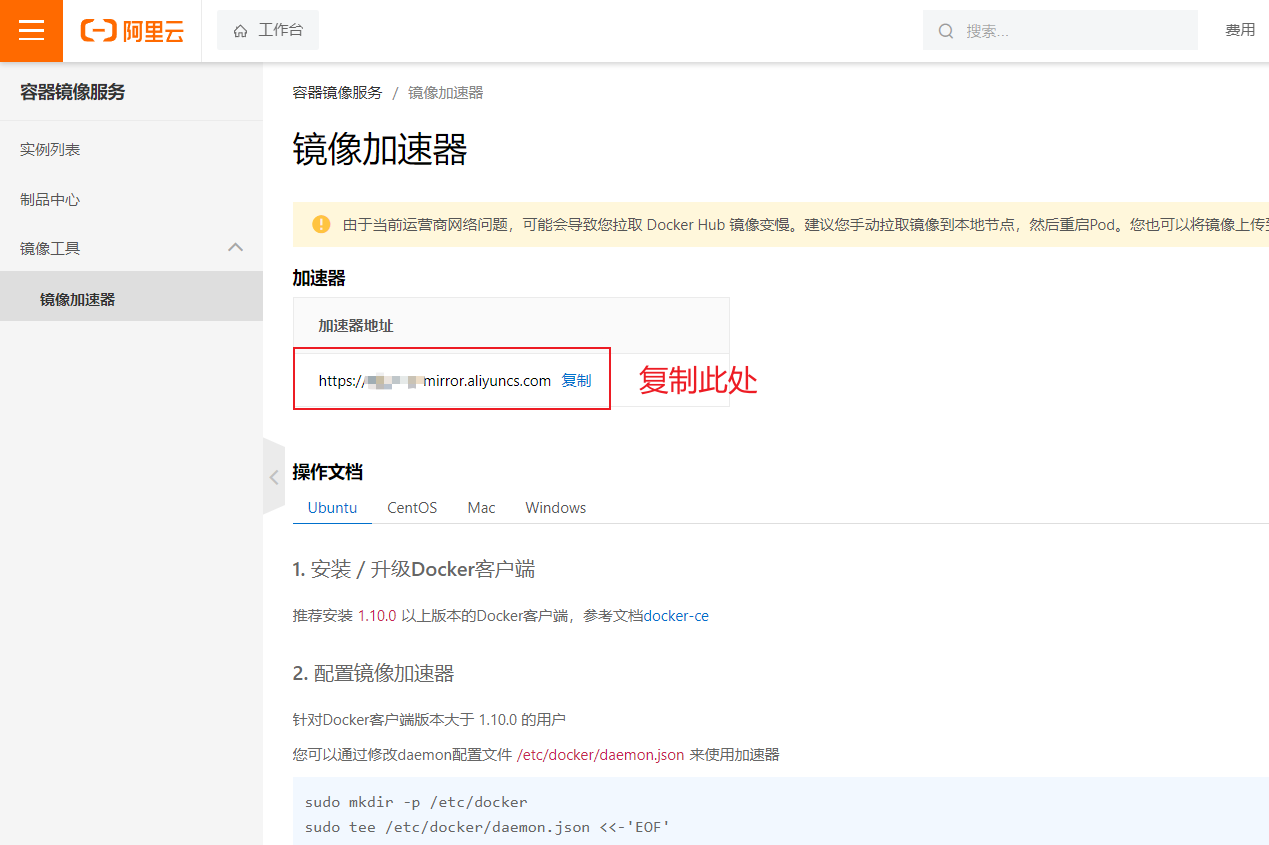 阿里云
工作台
搜索...
费用
容器镜像服务
实例列表
制品中心
镜像工具
镜像加速器
容器镜像服务 / 镜像加速器
镜像加速器
由于当前运营商网络问题，可能会导致您拉取 Docker Hub 镜像变慢。建议您手动拉取镜像到本地节点，然后重启Pod。您也可以将镜像上传到
加速器
加速器地址
https:// mirror.aliyuncs.com 复制
复制此处
操作文档
Ubuntu CentOS Mac Windows
1. 安装 / 升级Docker客户端
推荐安装 1.10.0 以上版本的Docker客户端，参考文档docker-ce
2. 配置镜像加速器
针对Docker客户端版本大于 1.10.0 的用户
您可以通过修改daemon配置文件 /etc/docker/daemon.json 来使用加速器
sudo mkdir -p /etc/docker
sudo tee /etc/docker/daemon.json <<-'EOF'